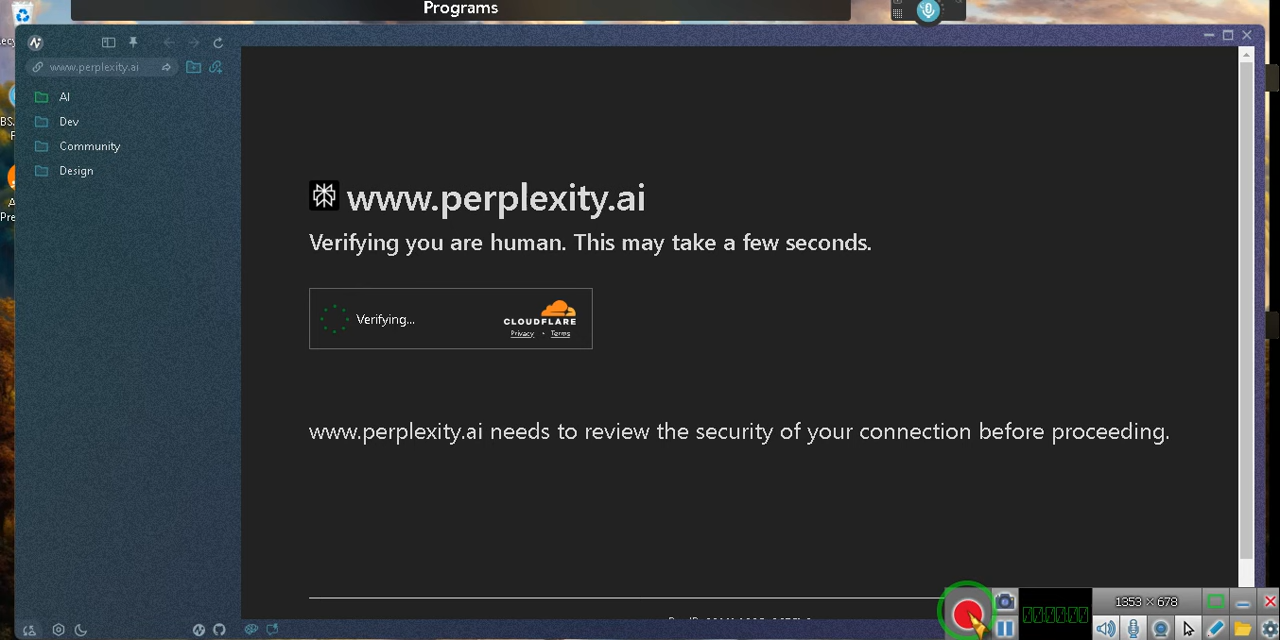 Programs
www.perplexity.ai
AI
Dev
Community
Design
www.perplexity.ai
Verifying you are human. This may take a few seconds.
Verifying...
CLOUDFLARE
Privacy • Terms
www.perplexity.ai needs to review the security of your connection before proceeding.
1353 × 678